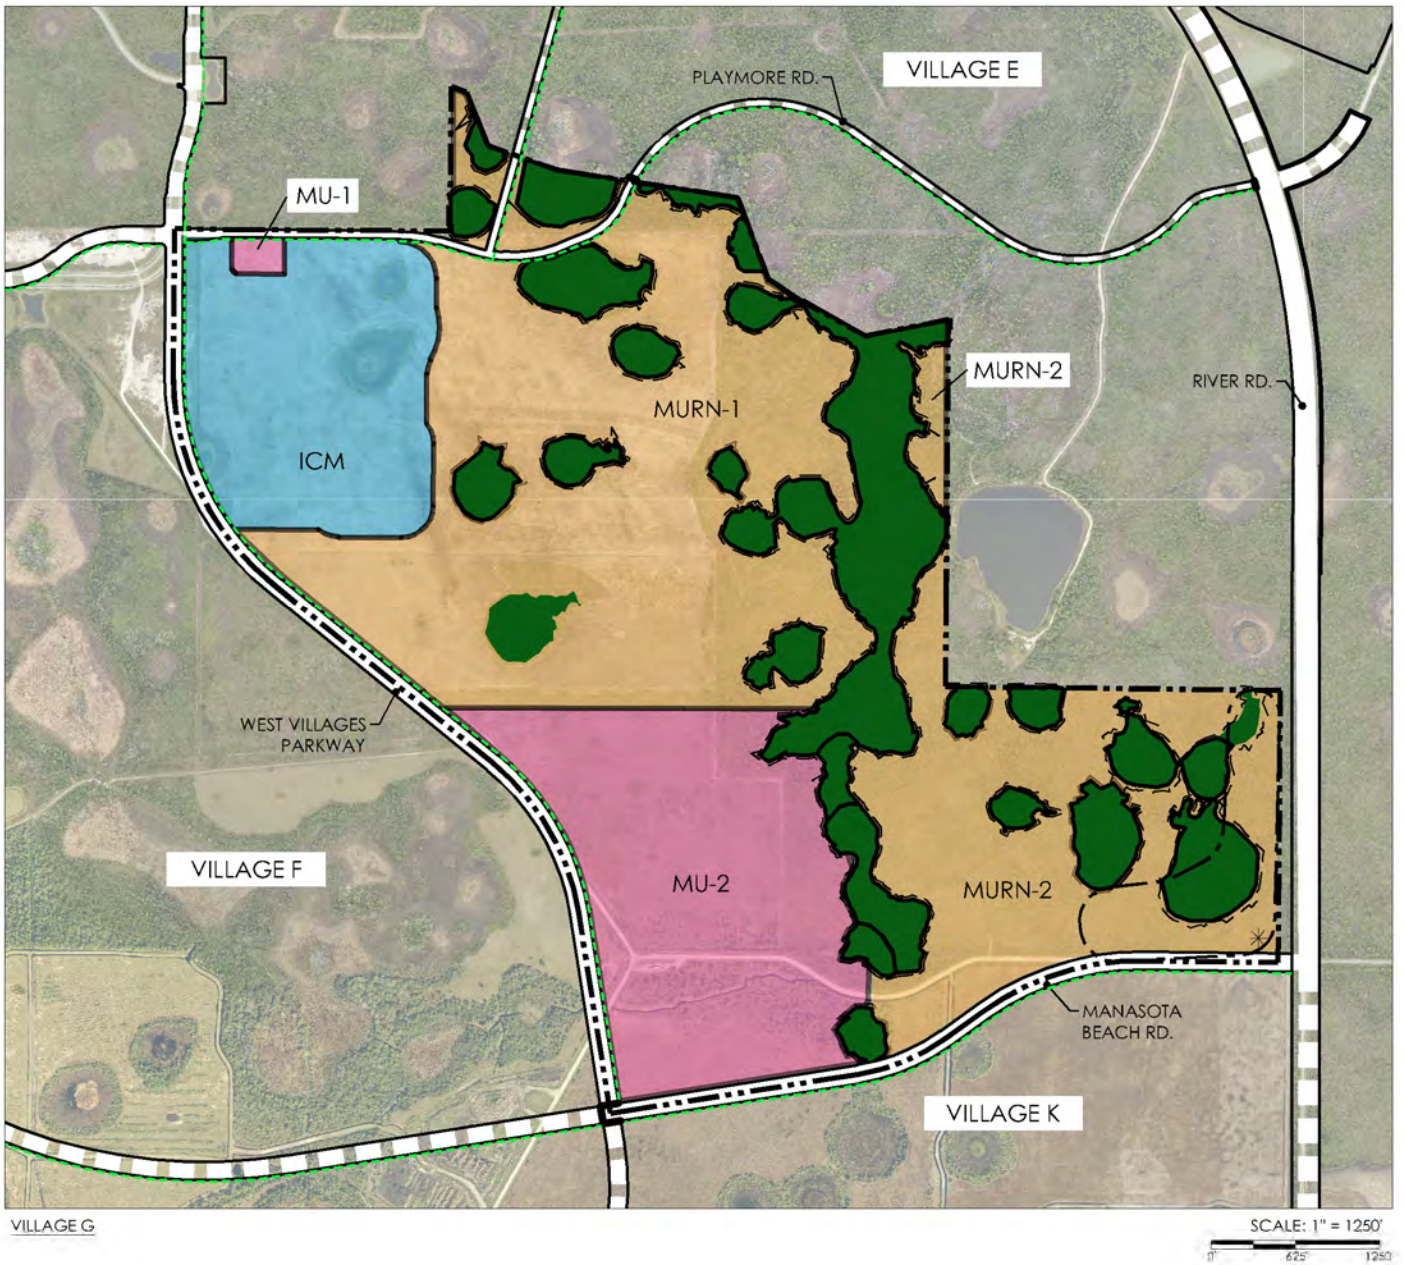 VILLAGE E
PLAYMORE RD.
MU-1
MURN-2
RIVER RD.
MURN-1
ICM
WEST VILLAGES
PARKWAY
VILLAGE F
MU-2
MURN-2
MANASOTA
BEACH RD.
VILLAGE K
VILLAGE G
SCALE: 1" = 1250'
0' 625' 1250